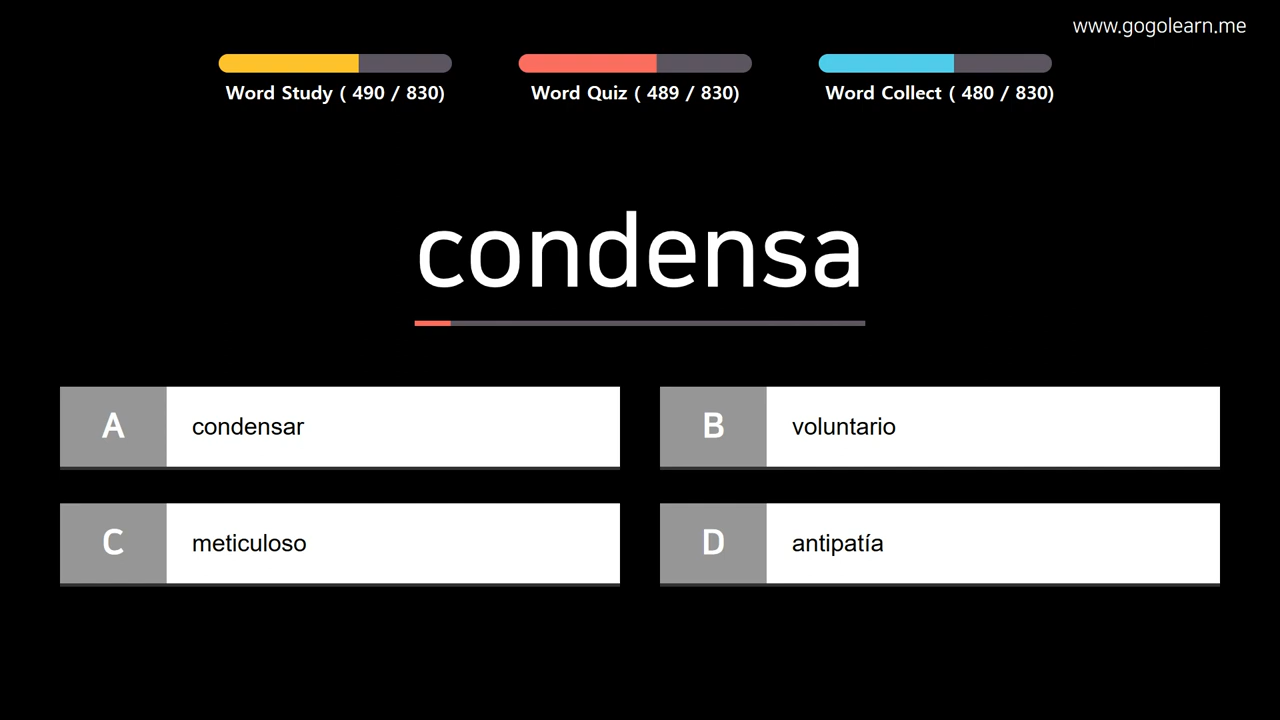 www.gogolearn.me
Word Study ( 490 / 830)
Word Quiz ( 489 / 830)
Word Collect ( 480 / 830)
condensa
A condensar
B voluntario
C meticuloso
D antipatía